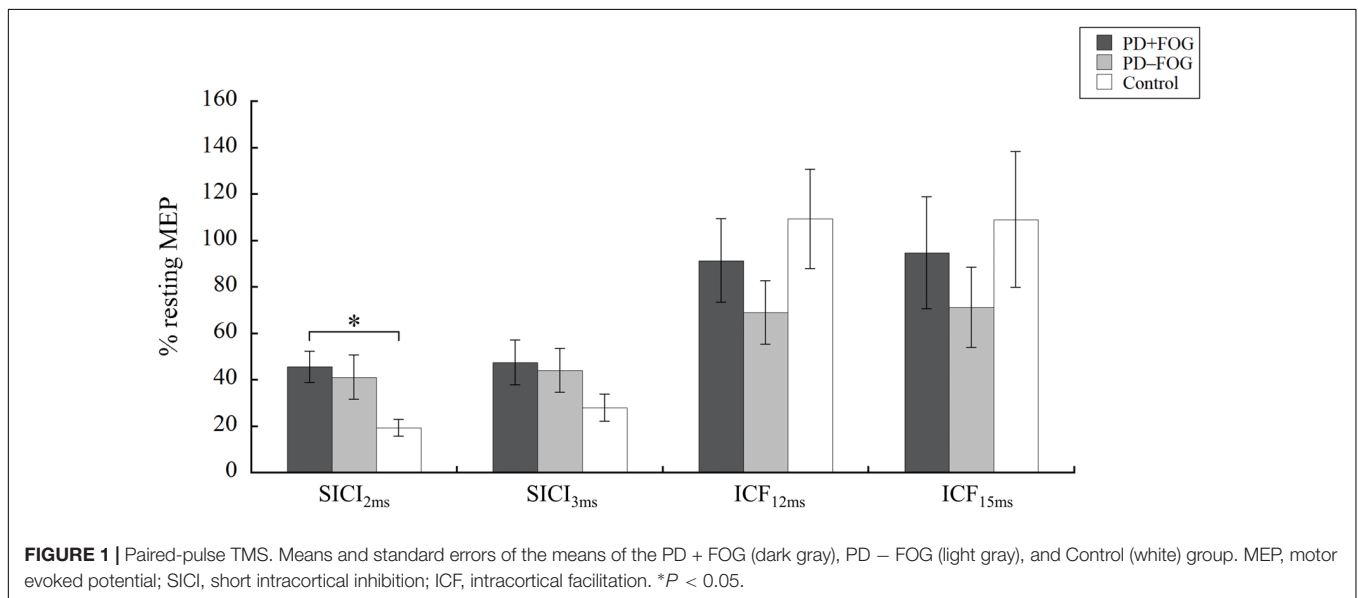 PD+FOG
PD–FOG
Control
% resting MEP
160
140
120
100
80
60
40
20
0
*
SICI2ms
SICI3ms
ICF12ms
ICF15ms
FIGURE 1 | Paired-pulse TMS. Means and standard errors of the means of the PD + FOG (dark gray), PD − FOG (light gray), and Control (white) group. MEP, motor
evoked potential; SICI, short intracortical inhibition; ICF, intracortical facilitation. *P < 0.05.